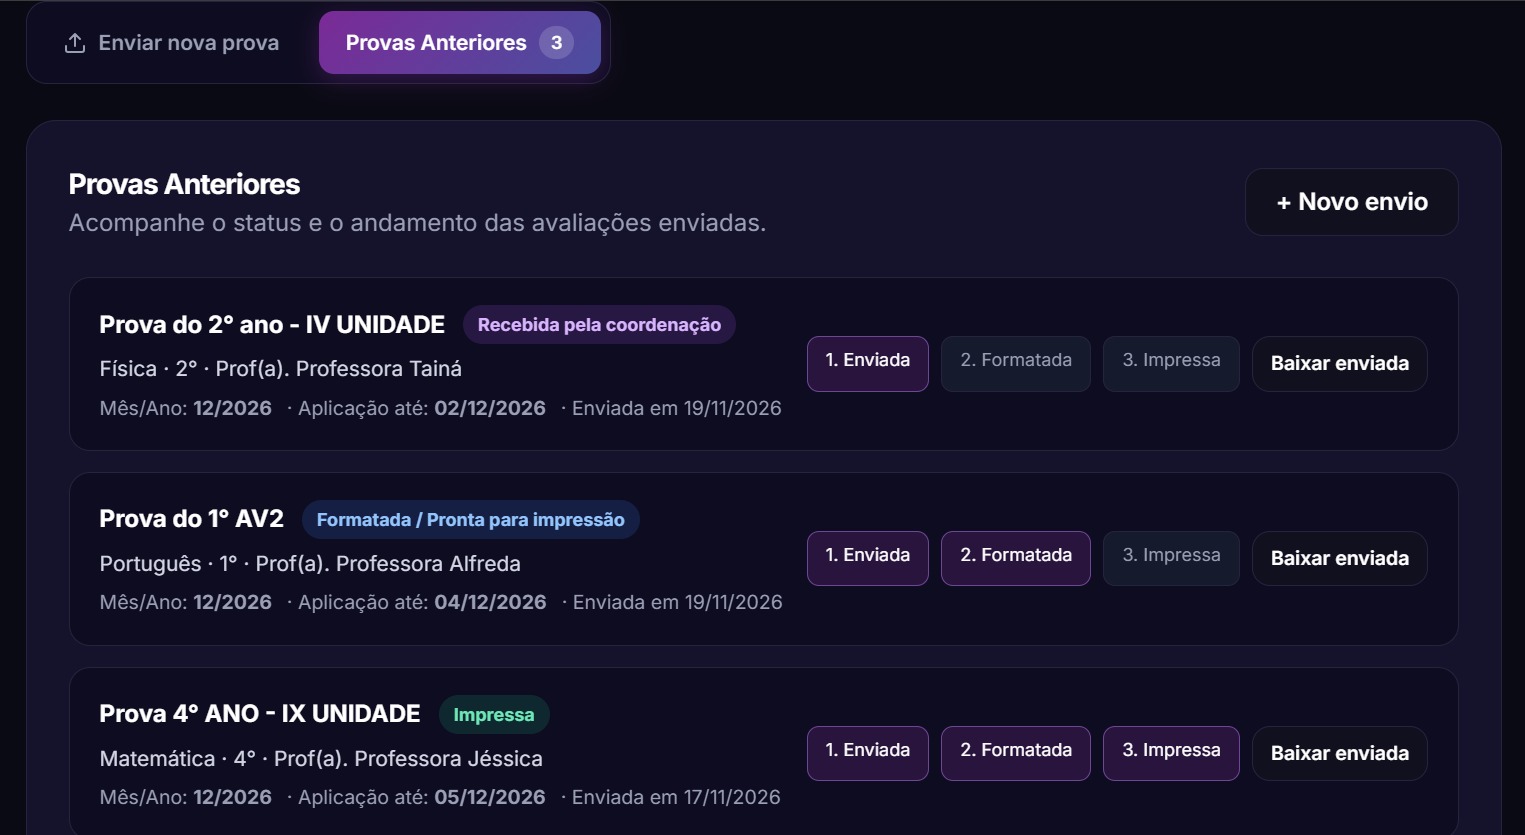 Enviar nova prova
Provas Anteriores 3
Provas Anteriores
Acompanhe o status e o andamento das avaliações enviadas.
+ Novo envio
Prova do 2° ano - IV UNIDADE Recebida pela coordenação
Física · 2° · Prof(a). Professora Tainá
Mês/Ano: 12/2026 · Aplicação até: 02/12/2026 · Enviada em 19/11/2026
1. Enviada 2. Formatada 3. Impressa Baixar enviada
Prova do 1° AV2 Formatada / Pronta para impressão
Português · 1° · Prof(a). Professora Alfreda
Mês/Ano: 12/2026 · Aplicação até: 04/12/2026 · Enviada em 19/11/2026
1. Enviada 2. Formatada 3. Impressa Baixar enviada
Prova 4° ANO - IX UNIDADE Impressa
Matemática · 4° · Prof(a). Professora Jéssica
Mês/Ano: 12/2026 · Aplicação até: 05/12/2026 · Enviada em 17/11/2026
1. Enviada 2. Formatada 3. Impressa Baixar enviada